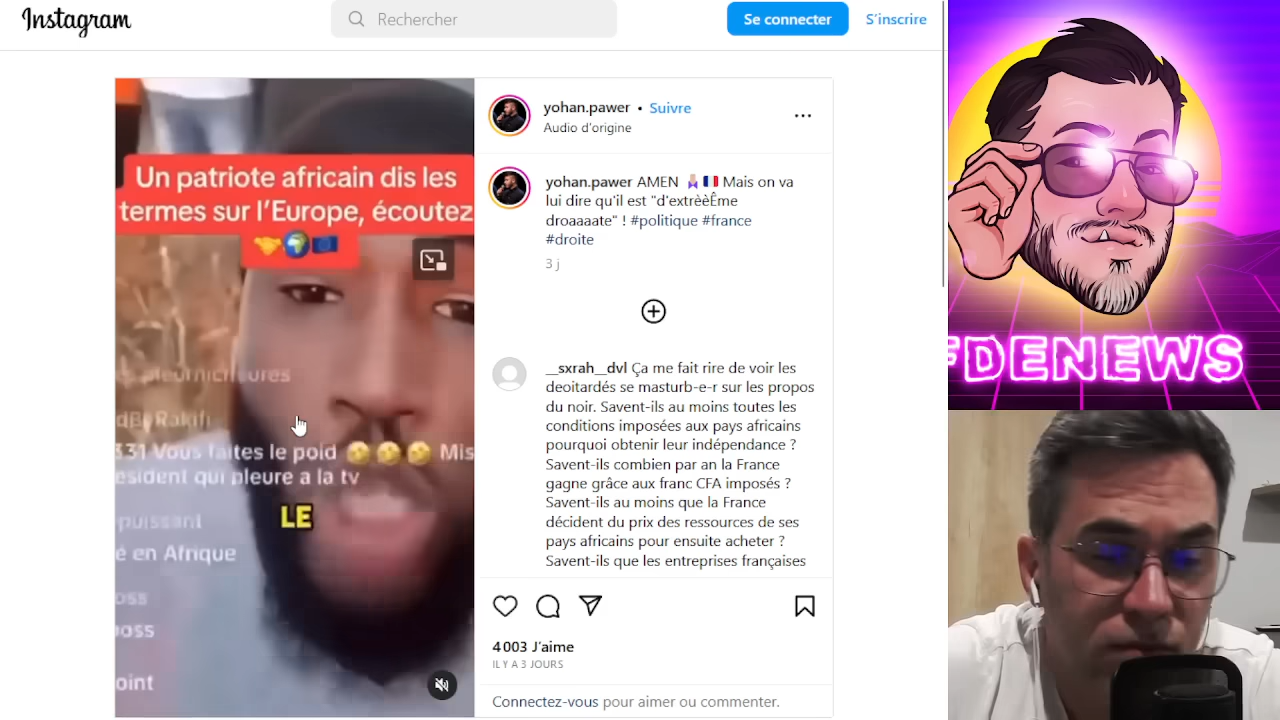 Instagram
Rechercher
Se connecter
S'inscrire
Un patriote africain dis les
termes sur l'Europe, écoutez
331 Vous faites le poid 🤣🤣🤣 Mis
esident qui pleure a la tv
LE
puissant
é en Afrique
oss
oass
oint
yohan.pawer • Suivre
Audio d'origine
yohan.pawer AMEN 🙏🏼🇫🇷 Mais on va
lui dire qu'il est "d'extrèèÊme
droaaaate" ! #politique #france
#droite
3 j
__sxrah__dvl Ça me fait rire de voir les
deoitardés se masturb-e-r sur les propos
du noir. Savent-ils au moins toutes les
conditions imposées aux pays africains
pourquoi obtenir leur indépendance ?
Savent-ils combien par an la France
gagne grâce aux franc CFA imposés ?
Savent-ils au moins que la France
décident du prix des ressources de ses
pays africains pour ensuite acheter ?
Savent-ils que les entreprises françaises
4 003 J'aime
IL Y A 3 JOURS
Connectez-vous pour aimer ou commenter.
FDENEWS